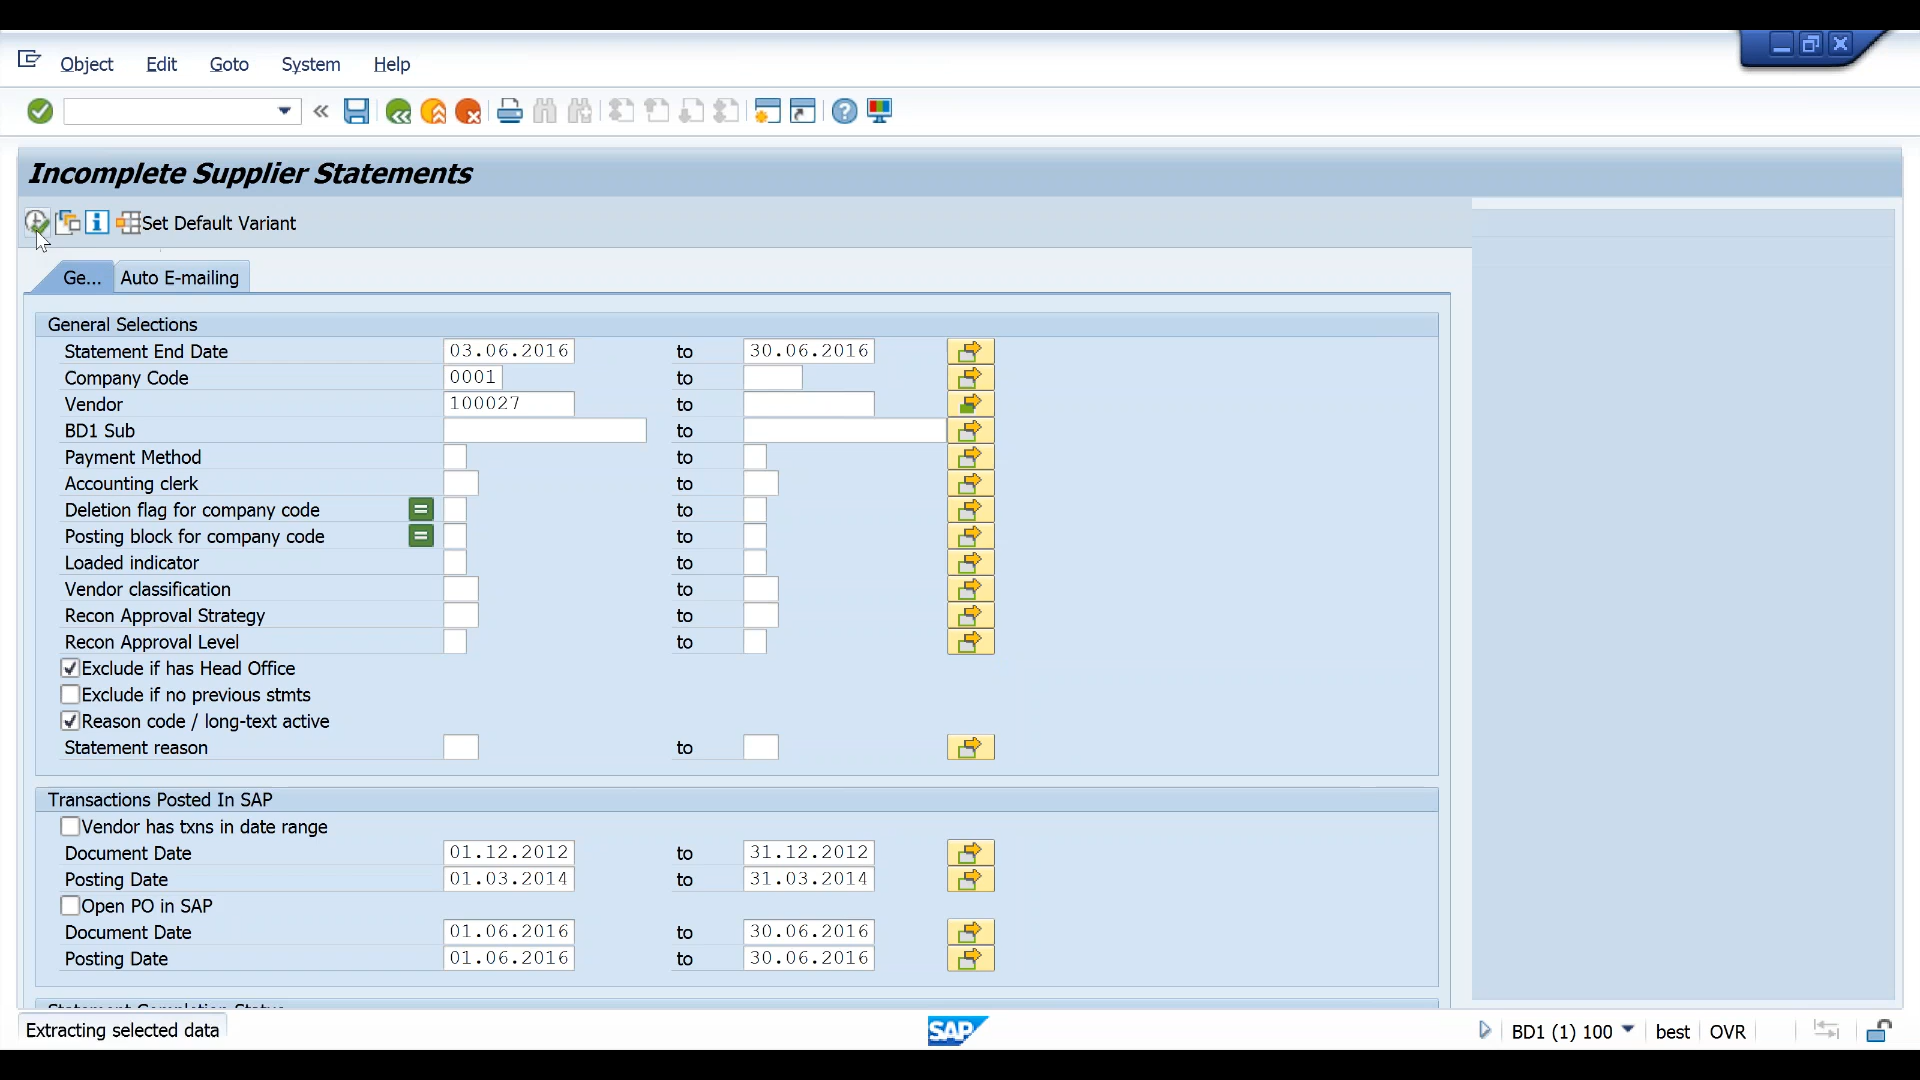 Object Edit Goto System Help
Incomplete Supplier Statements
Set Default Variant
Ge... Auto E-mailing
General Selections
Statement End Date 03.06.2016 to 30.06.2016
Company Code 0001 to
Vendor 100027 to
BD1 Sub to
Payment Method to
Accounting clerk to
Deletion flag for company code to
Posting block for company code to
Loaded indicator to
Vendor classification to
Recon Approval Strategy to
Recon Approval Level to
Exclude if has Head Office
Exclude if no previous stmts
Reason code / long-text active
Statement reason to
Transactions Posted In SAP
Vendor has txns in date range
Document Date 01.12.2012 to 31.12.2012
Posting Date 01.03.2014 to 31.03.2014
Open PO in SAP
Document Date 01.06.2016 to 30.06.2016
Posting Date 01.06.2016 to 30.06.2016
Statement Completion Status
Extracting selected data SAP BD1 (1) 100 best OVR